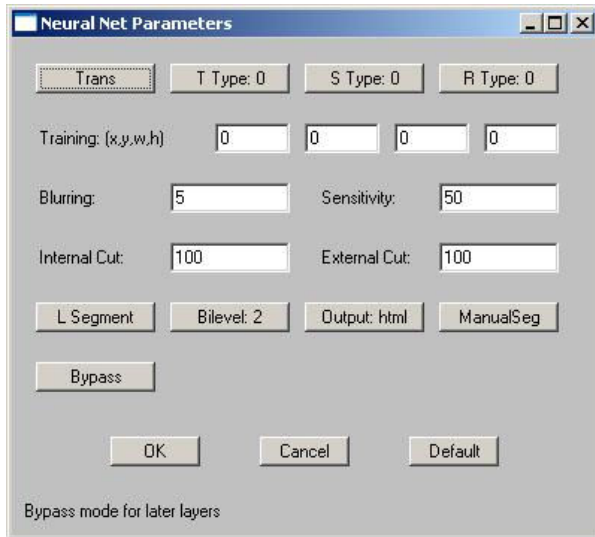 Neural Net Parameters
Trans T Type: 0 S Type: 0 R Type: 0
Training: (x,y,w,h) 0 0 0 0
Blurring: 5 Sensitivity: 50
Internal Cut: 100 External Cut: 100
L Segment Bilevel: 2 Output: html ManualSeg
Bypass
OK Cancel Default
Bypass mode for later layers